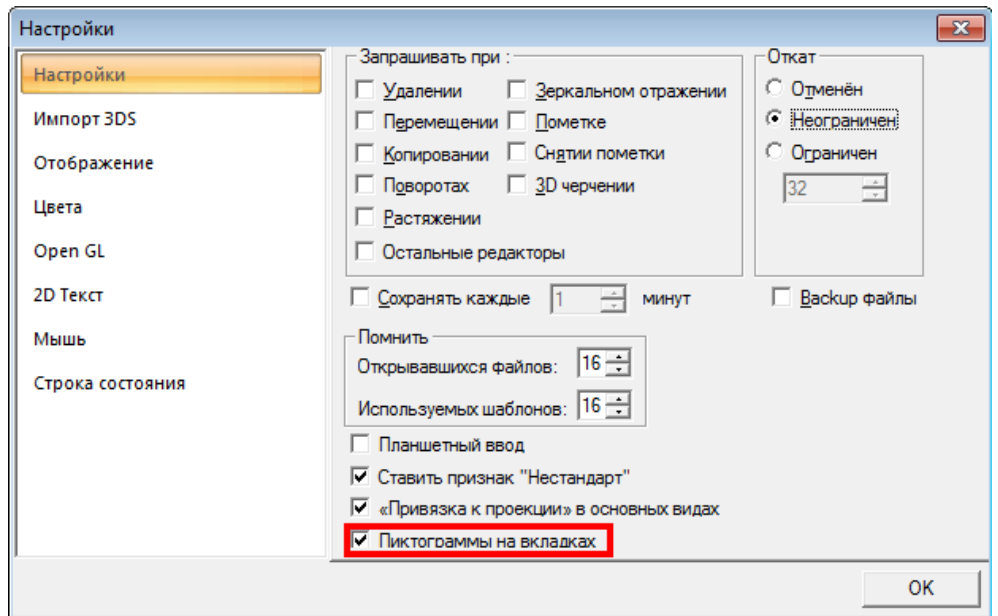 Настройки
Настройки
Импорт 3DS
Отображение
Цвета
Open GL
2D Текст
Мышь
Строка состояния
Запрашивать при :
Удалении Зеркальном отражении
Перемещении Пометке
Копировании Снятии пометки
Поворотах 3D черчении
Растяжении
Остальные редакторы
Откат
Отменён
Неограничен
Ограничен
32
Сохранять каждые 1 минут Backup файлы
Помнить
Открывавшихся файлов: 16
Используемых шаблонов: 16
Планшетный ввод
Ставить признак "Нестандарт"
«Привязка к проекции» в основных видах
Пиктограммы на вкладках
OK